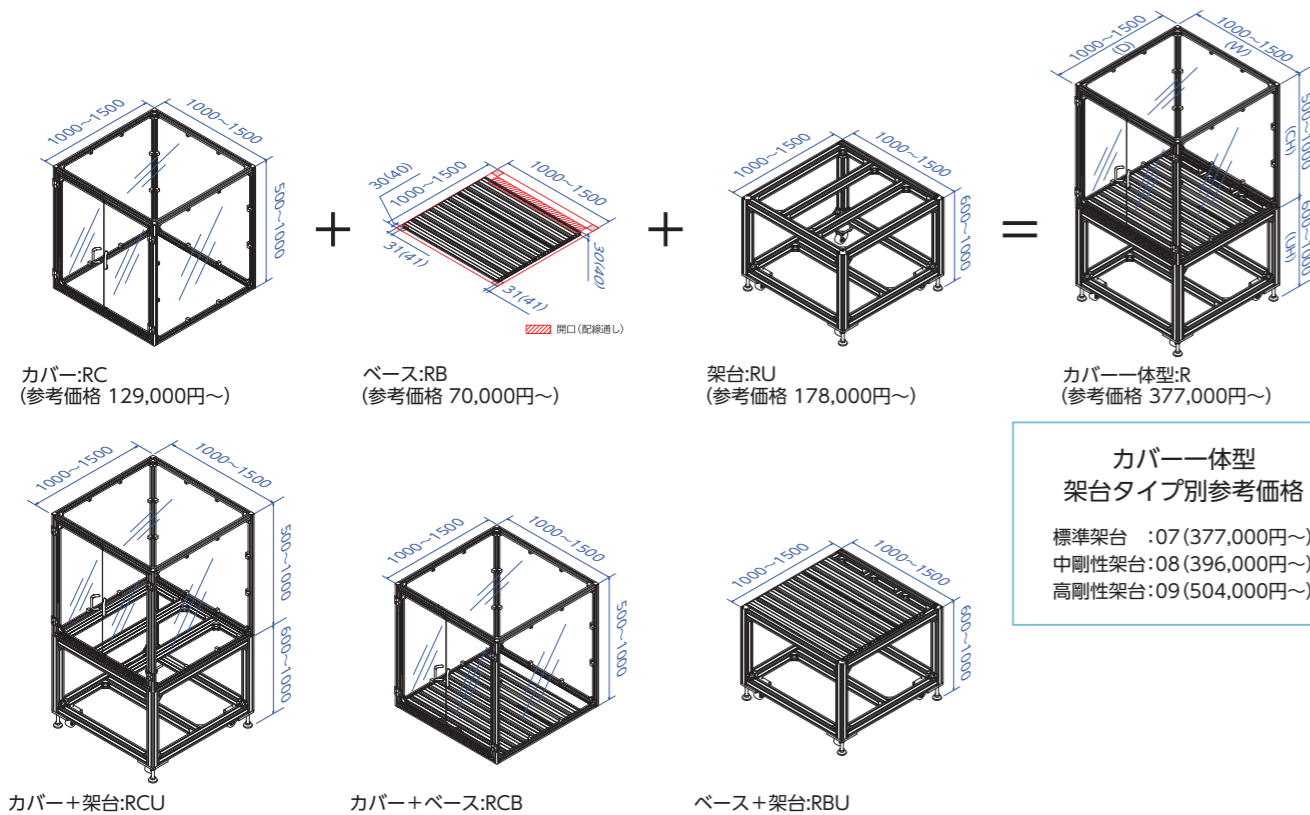 1000~1500
1000~1500
500~1000
+
30(40)
1000~1500
1000~1500
31(41)
31(41)
30(40)
開口(配線通し)
+
1000~1500
1000~1500
600~1000
=
1000~1500
(D)
1000~1500
(W)
500~1000
(CH)
600~1000
(UH)
カバー:RC
(参考価格 129,000円~)
ベース:RB
(参考価格 70,000円~)
架台:RU
(参考価格 178,000円~)
カバー一体型:R
(参考価格 377,000円~)
カバー一体型
架台タイプ別参考価格
標準架台 :07(377,000円~)
中剛性架台:08(396,000円~)
高剛性架台:09(504,000円~)
1000~1500
1000~1500
500~1000
600~1000
1000~1500
1000~1500
500~1000
1000~1500
1000~1500
600~1000
カバー+架台:RCU
カバー+ベース:RCB
ベース+架台:RBU